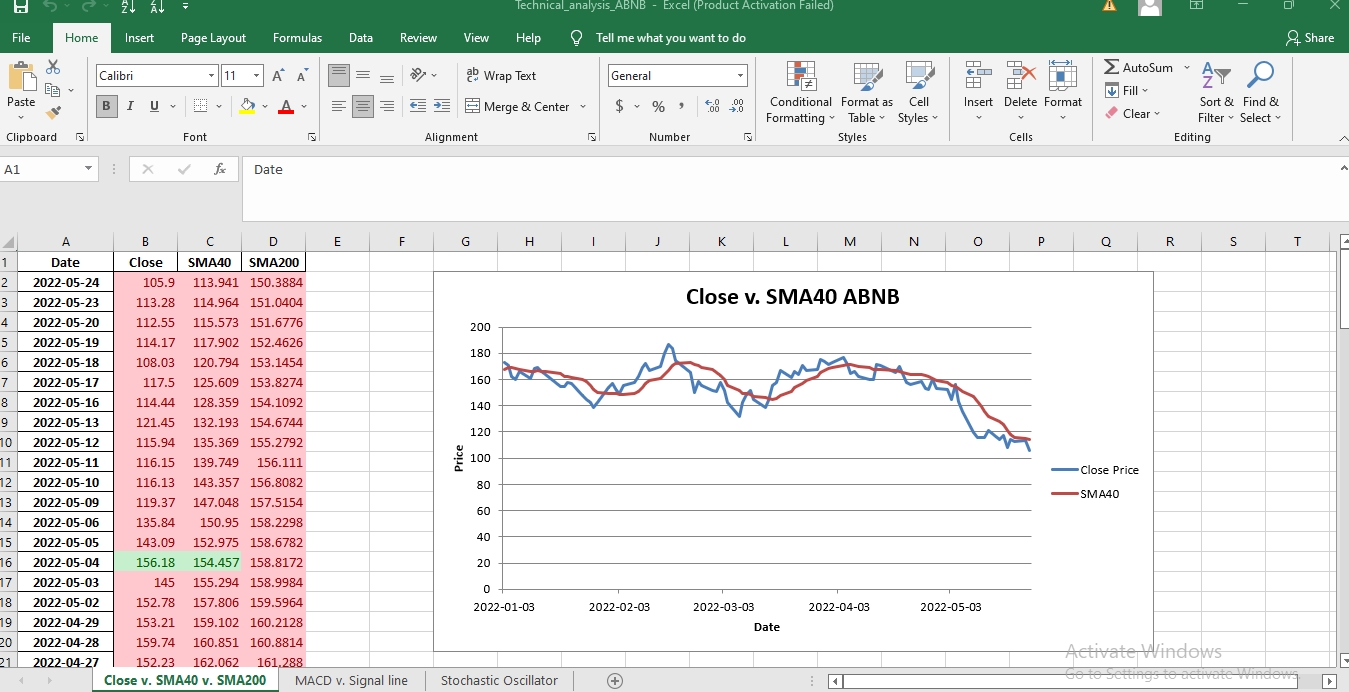 Technical_analysis_ABNB - Excel (Product Activation Failed)
File Home Insert Page Layout Formulas Data Review View Help Tell me what you want to do Share
Paste
Calibri 11
B I U A
Wrap Text
Merge & Center
General
$ % ,
Conditional Formatting
Format as Table
Cell Styles
Insert Delete Format
AutoSum
Fill
Clear
Sort & Filter
Find & Select
Clipboard Font Alignment Number Styles Cells Editing
A1 fx Date
A B C D E F G H I J K L M N O P Q R S T
1 Date Close SMA40 SMA200
2 2022-05-24 105.9 113.941 150.3884
3 2022-05-23 113.28 114.964 151.0404
4 2022-05-20 112.55 115.573 151.6776
5 2022-05-19 114.17 117.902 152.4626
6 2022-05-18 108.03 120.794 153.1454
7 2022-05-17 117.5 125.609 153.8274
8 2022-05-16 114.44 128.359 154.1092
9 2022-05-13 121.45 132.193 154.6744
10 2022-05-12 115.94 135.369 155.2792
11 2022-05-11 116.15 139.749 156.111
12 2022-05-10 116.13 143.357 156.8082
13 2022-05-09 119.37 147.048 157.5154
14 2022-05-06 135.84 150.95 158.2298
15 2022-05-05 143.09 152.975 158.6782
16 2022-05-04 156.18 154.457 158.8172
17 2022-05-03 145 155.294 158.9984
18 2022-05-02 152.78 157.806 159.5964
19 2022-04-29 153.21 159.102 160.2128
20 2022-04-28 159.74 160.851 160.8814
21 2022-04-27 152.23 162.062 161.288
Close v. SMA40 ABNB
200
180
160
140
120
100
80
60
40
20
0
Price
2022-01-03 2022-02-03 2022-03-03 2022-04-03 2022-05-03
Date
Close Price
SMA40
Activate Windows
Go to Settings to activate Windows.
Close v. SMA40 v. SMA200 MACD v. Signal line Stochastic Oscillator